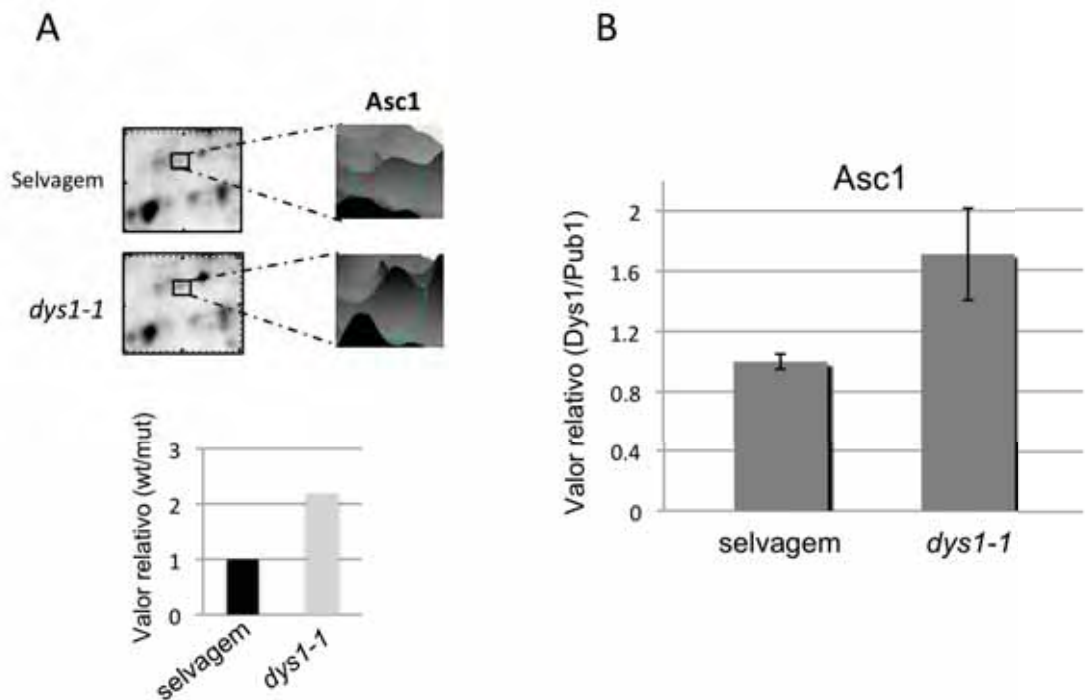 A
Asc1
Selvagem
dys1-1
Valor relativo (wt/mut)
3
2
1
0
selvagem
dys1-1
B
Asc1
Valor relativo (Dys1/Pub1)
2
1.6
1.2
0.8
0.4
0
selvagem
dys1-1